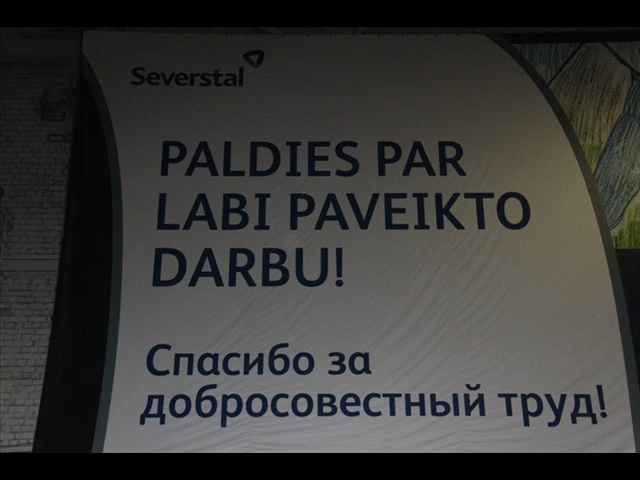 Severstal
PALDIES PAR
LABI PAVEIKTO
DARBU!
Спасибо за
добросовестный труд!